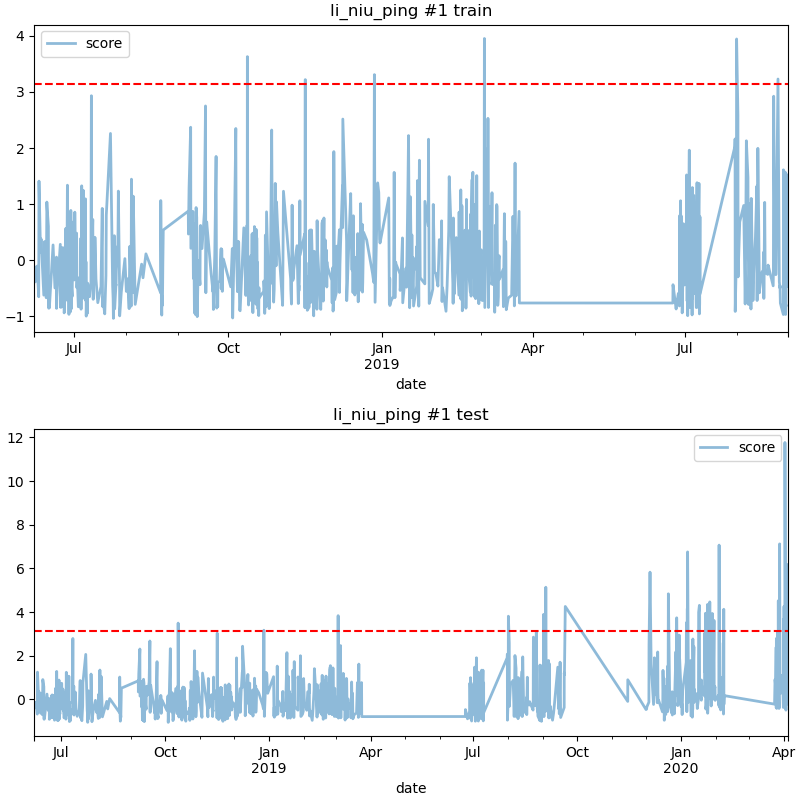 li_niu_ping #1 train
score
4
3
2
1
0
−1
Jul
Oct
Jan
2019
Apr
Jul
date
li_niu_ping #1 test
score
12
10
8
6
4
2
0
Jul
Oct
Jan
2019
Apr
Jul
Oct
Jan
2020
Apr
date